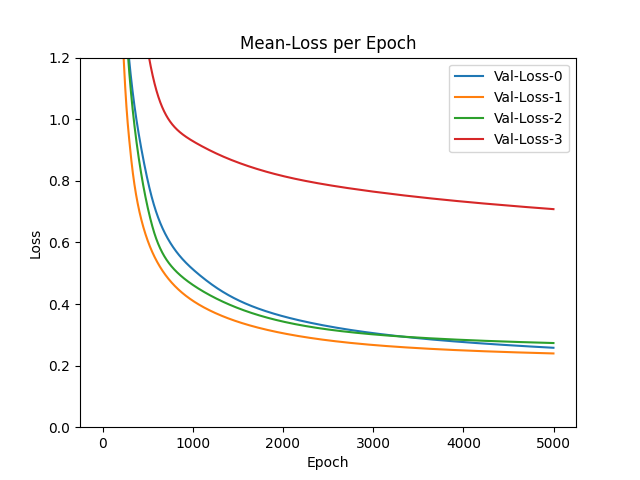 Mean-Loss per Epoch
1.2
1.0
0.8
0.6
0.4
0.2
0.0
Loss
Val-Loss-0
Val-Loss-1
Val-Loss-2
Val-Loss-3
0 1000 2000 3000 4000 5000
Epoch